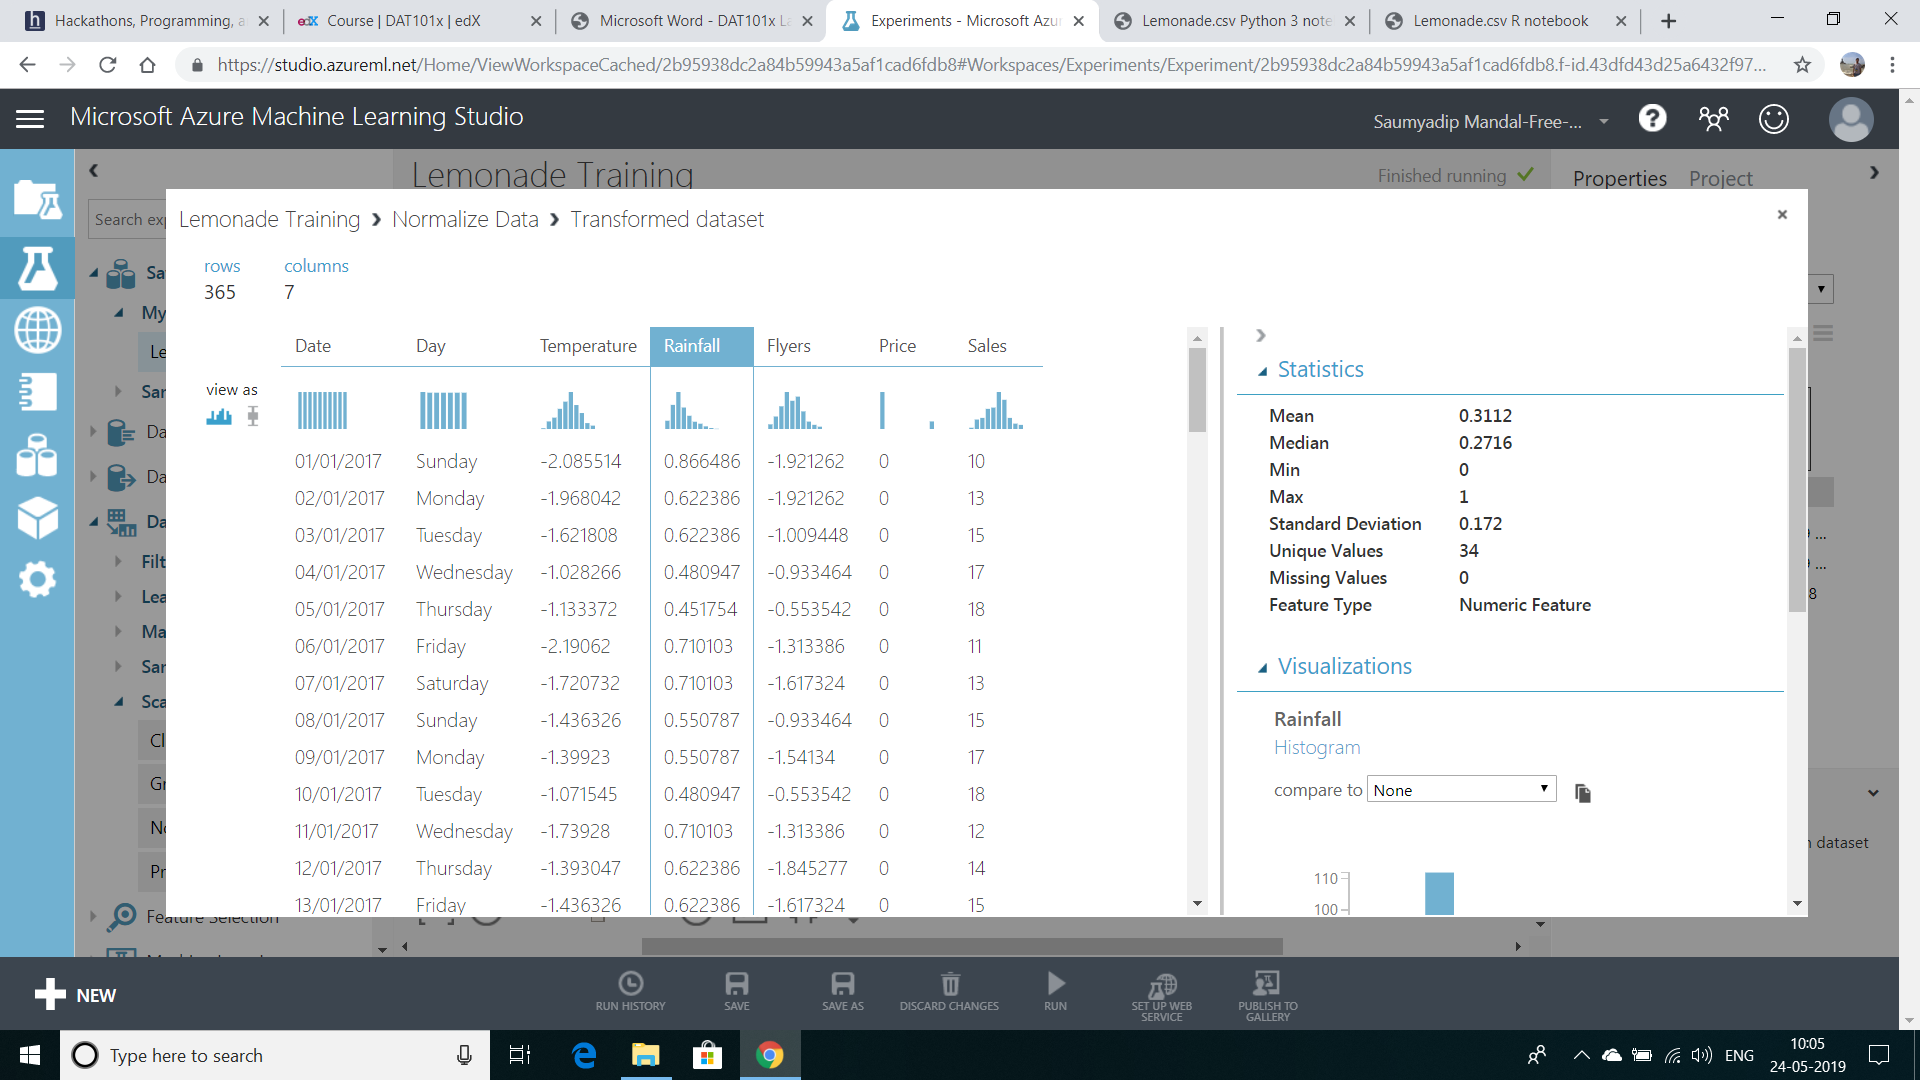 Hackathons, Programming, a
edX Course | DAT101x | edX
Microsoft Word - DAT101x La
Experiments - Microsoft Azur
Lemonade.csv Python 3 note
Lemonade.csv R notebook
https://studio.azureml.net/Home/ViewWorkspaceCached/2b95938dc2a84b59943a5af1cad6fdb8#Workspaces/Experiments/Experiment/2b95938dc2a84b59943a5af1cad6fdb8.f-id.43dfd43d25a6432f97...
Microsoft Azure Machine Learning Studio
Saumyadip Mandal-Free-...
Lemonade Training
Finished running
Properties Project
Search exp
Lemonade Training > Normalize Data > Transformed dataset
rows columns
365 7
Date Day Temperature Rainfall Flyers Price Sales
view as
01/01/2017 Sunday -2.085514 0.866486 -1.921262 0 10
02/01/2017 Monday -1.968042 0.622386 -1.921262 0 13
03/01/2017 Tuesday -1.621808 0.622386 -1.009448 0 15
04/01/2017 Wednesday -1.028266 0.480947 -0.933464 0 17
05/01/2017 Thursday -1.133372 0.451754 -0.553542 0 18
06/01/2017 Friday -2.19062 0.710103 -1.313386 0 11
07/01/2017 Saturday -1.720732 0.710103 -1.617324 0 13
08/01/2017 Sunday -1.436326 0.550787 -0.933464 0 15
09/01/2017 Monday -1.39923 0.550787 -1.54134 0 17
10/01/2017 Tuesday -1.071545 0.480947 -0.553542 0 18
11/01/2017 Wednesday -1.73928 0.710103 -1.313386 0 12
12/01/2017 Thursday -1.393047 0.622386 -1.845277 0 14
13/01/2017 Friday -1.436326 0.622386 -1.617324 0 15
Statistics
Mean 0.3112
Median 0.2716
Min 0
Max 1
Standard Deviation 0.172
Unique Values 34
Missing Values 0
Feature Type Numeric Feature
Visualizations
Rainfall
Histogram
compare to None
110
100
Sa
My
Le
Sar
Da
Da
Da
Filt
Lea
Ma
Sar
Sca
Cl
Gr
No
Pr
Feature Selection
8
dataset
NEW
RUN HISTORY
SAVE
SAVE AS
DISCARD CHANGES
RUN
SET UP WEB
SERVICE
PUBLISH TO
GALLERY
Type here to search
ENG
10:05
24-05-2019